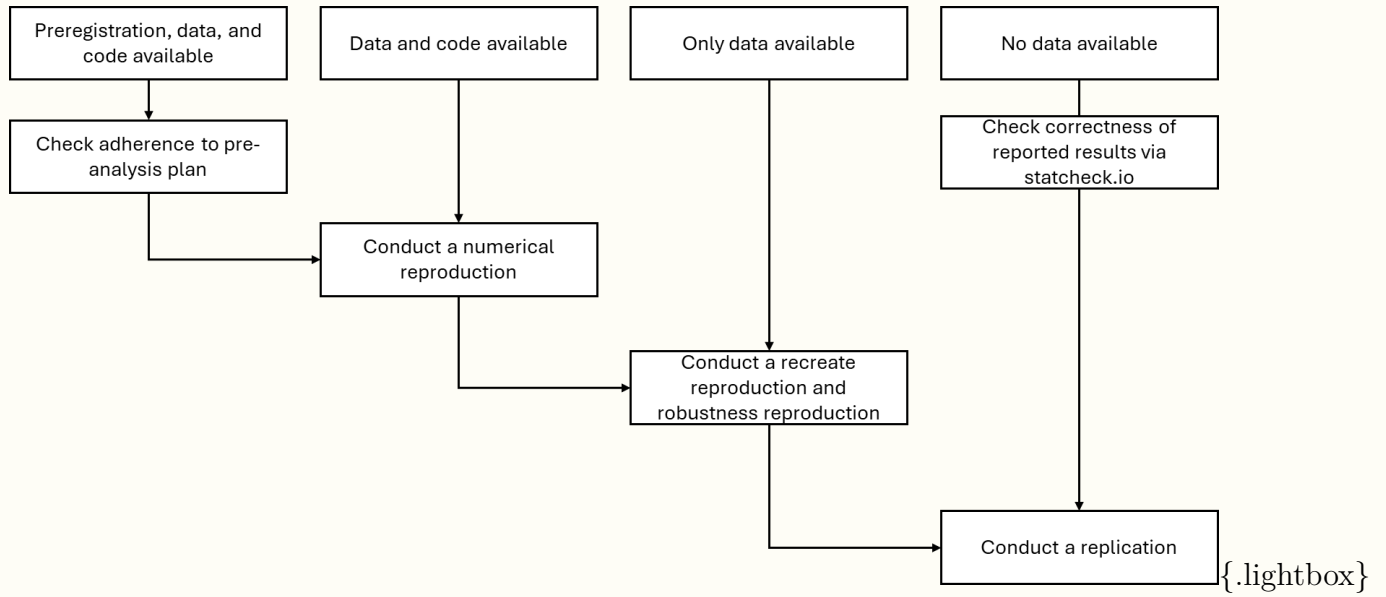 Preregistration, data, and
code available
Data and code available
Only data available
No data available
Check adherence to pre-
analysis plan
Check correctness of
reported results via
statcheck.io
Conduct a numerical
reproduction
Conduct a recreate
reproduction and
robustness reproduction
Conduct a replication
{.lightbox}